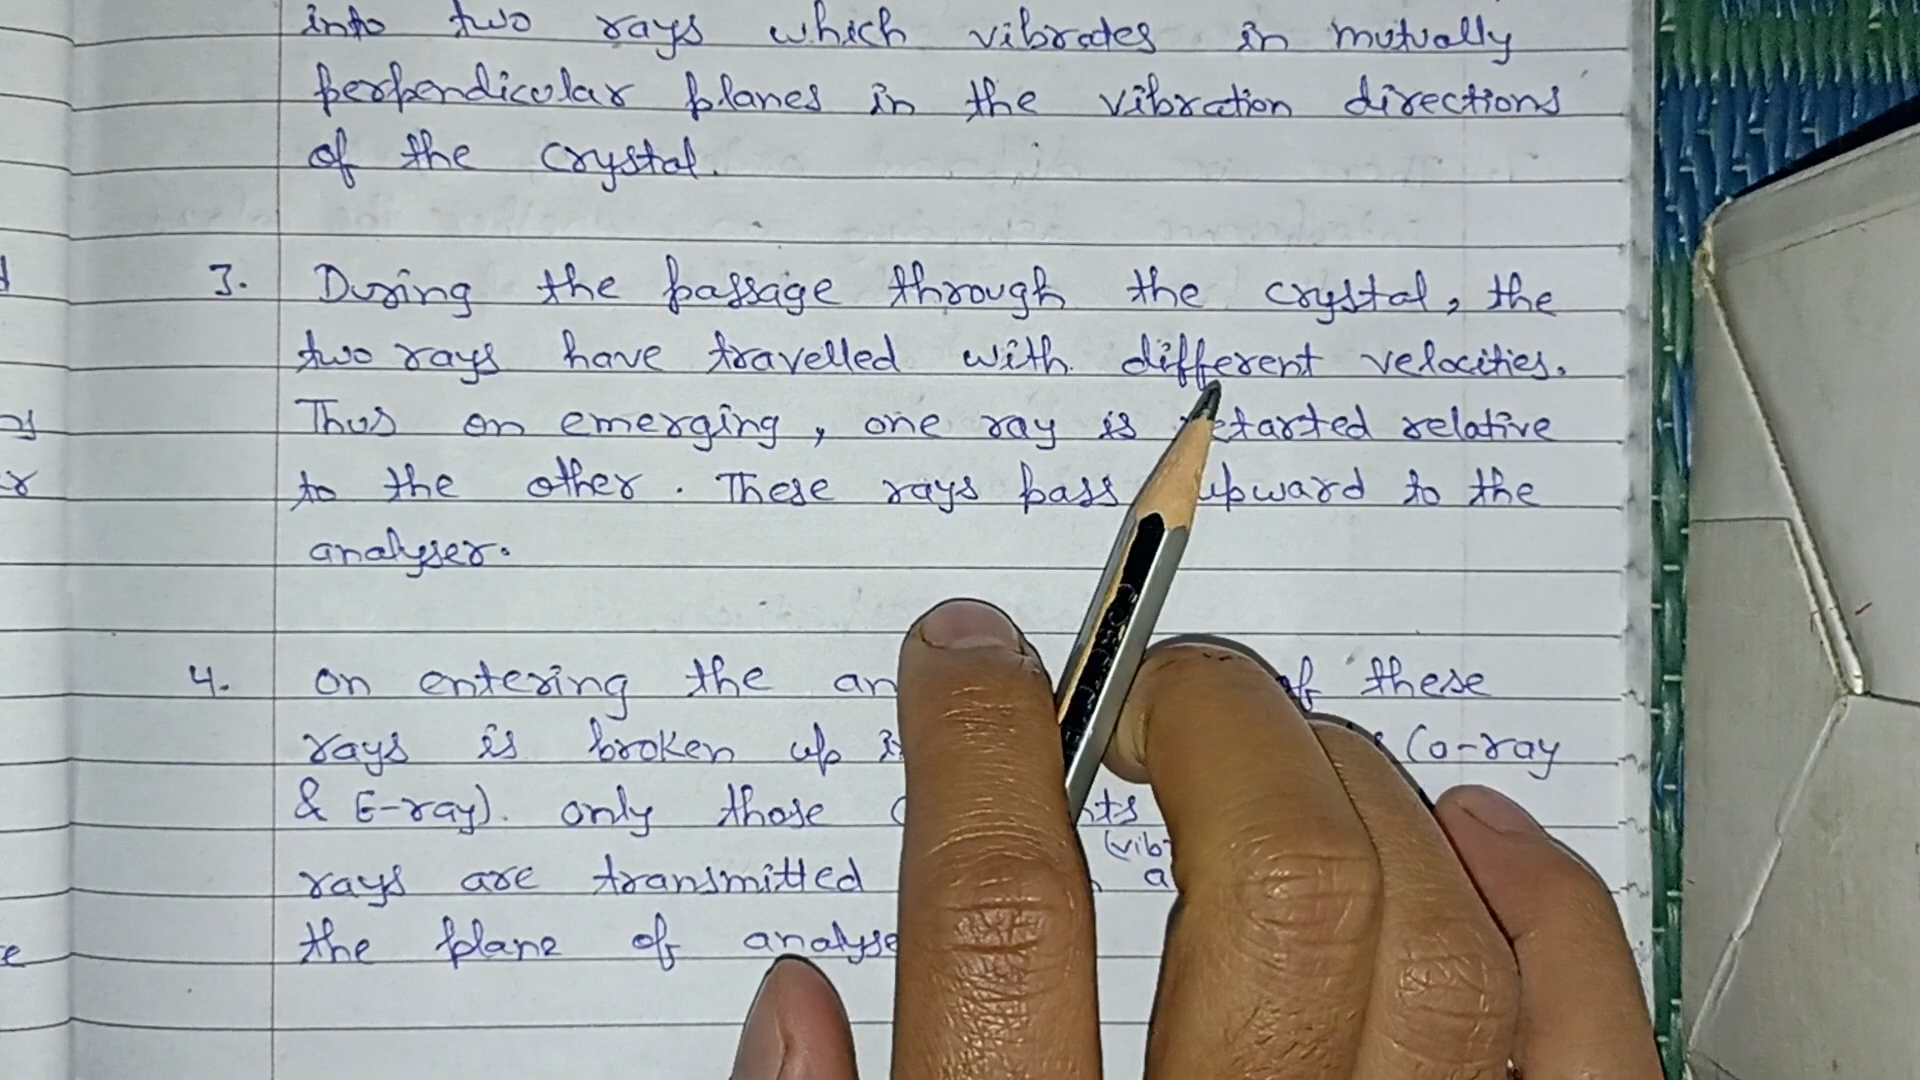 into two rays which vibrates in mutually
perpendicular planes in the vibration directions
of the crystal.
3. During the passage through the crystal, the
two rays have travelled with different velocities.
Thus on emerging, one ray is retarted relative
to the other. These rays pass upward to the
analyser.
4. On entering the of these
rays is broken up (o-ray
& E-ray). only those
(vib
rays are transmitted
the plane of